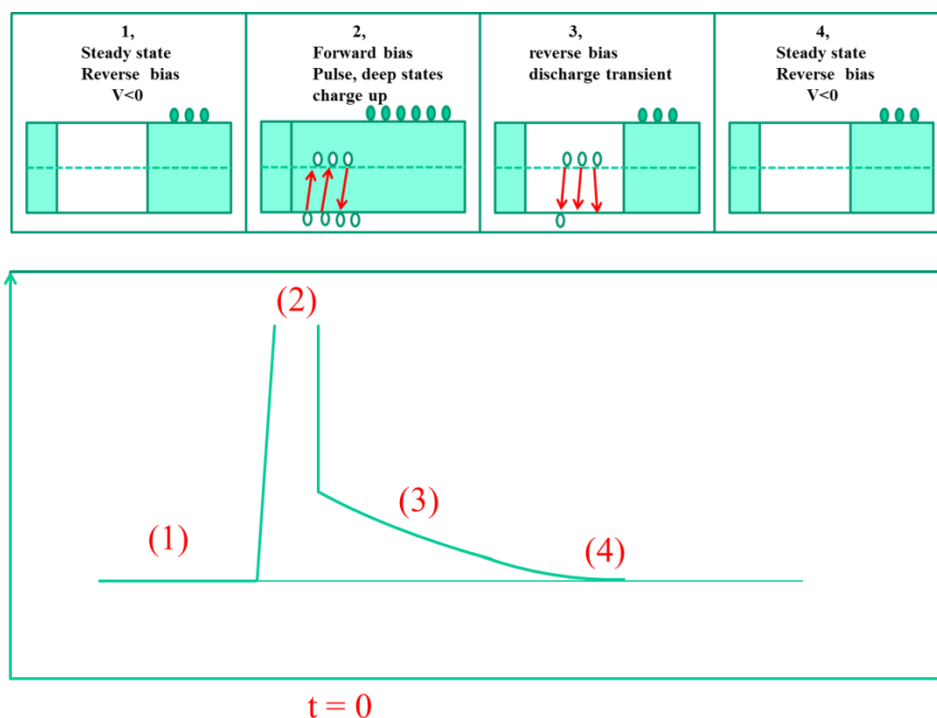 1,
Steady state
Reverse bias
V<0
2,
Forward bias
Pulse, deep states
charge up
3,
reverse bias
discharge transient
4,
Steady state
Reverse bias
V<0
(1)
(2)
(3)
(4)
t = 0